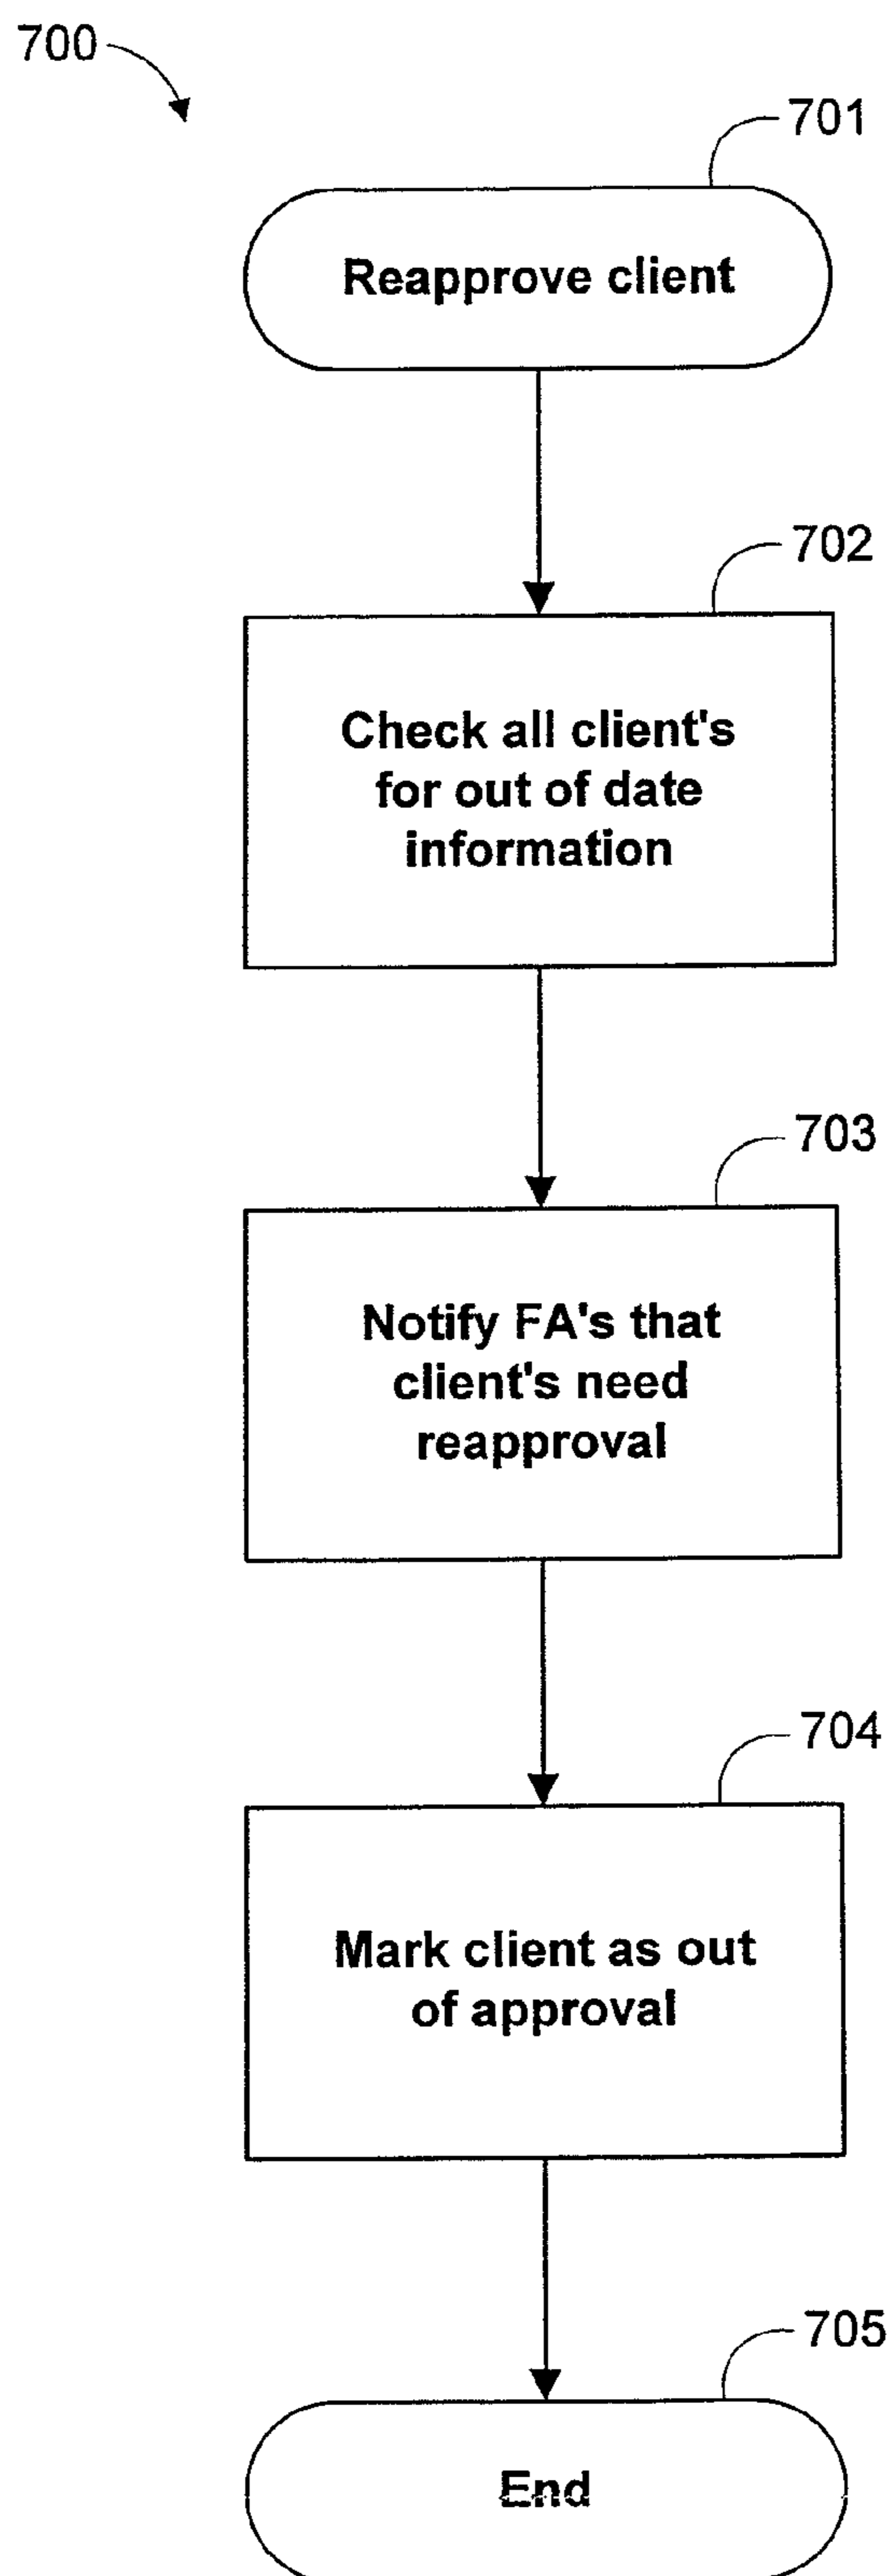 700
701
Reapprove client
702
Check all client's
for out of date
information
703
Notify FA's that
client's need
reapproval
704
Mark client as out
of approval
705
End